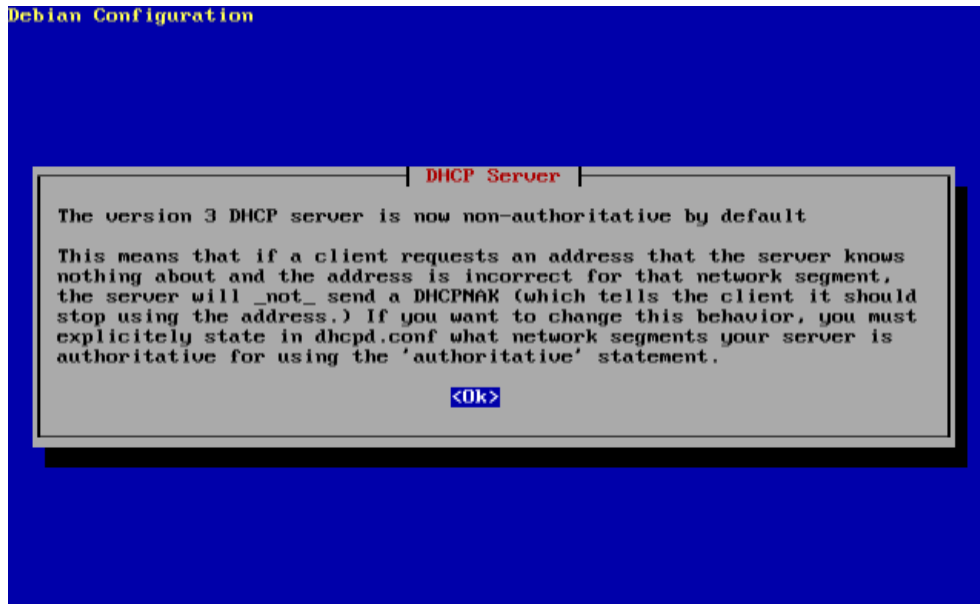 Debian Configuration
DHCP Server
The version 3 DHCP server is now non-authoritative by default
This means that if a client requests an address that the server knows
nothing about and the address is incorrect for that network segment,
the server will _not_ send a DHCPNAK (which tells the client it should
stop using the address.) If you want to change this behavior, you must
explicitely state in dhcpd.conf what network segments your server is
authoritative for using the 'authoritative' statement.
<Ok>